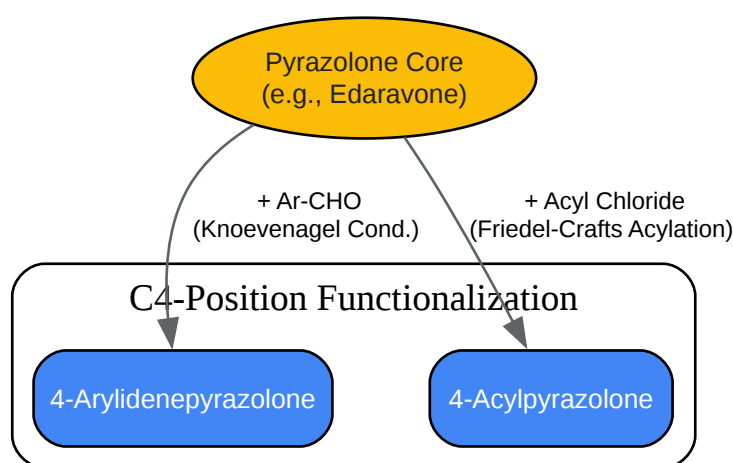 Pyrazolone Core
(e.g., Edaravone)
+ Ar-CHO
(Knoevenagel Cond.)
+ Acyl Chloride
(Friedel-Crafts Acylation)
C4-Position Functionalization
4-Arylidenepyrazolone
4-Acylpyrazolone